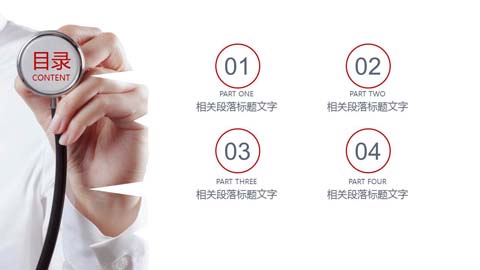 目录
CONTENT
01
PART ONE
相关段落标题文字
02
PART TWO
相关段落标题文字
03
PART THREE
相关段落标题文字
04
PART FOUR
相关段落标题文字